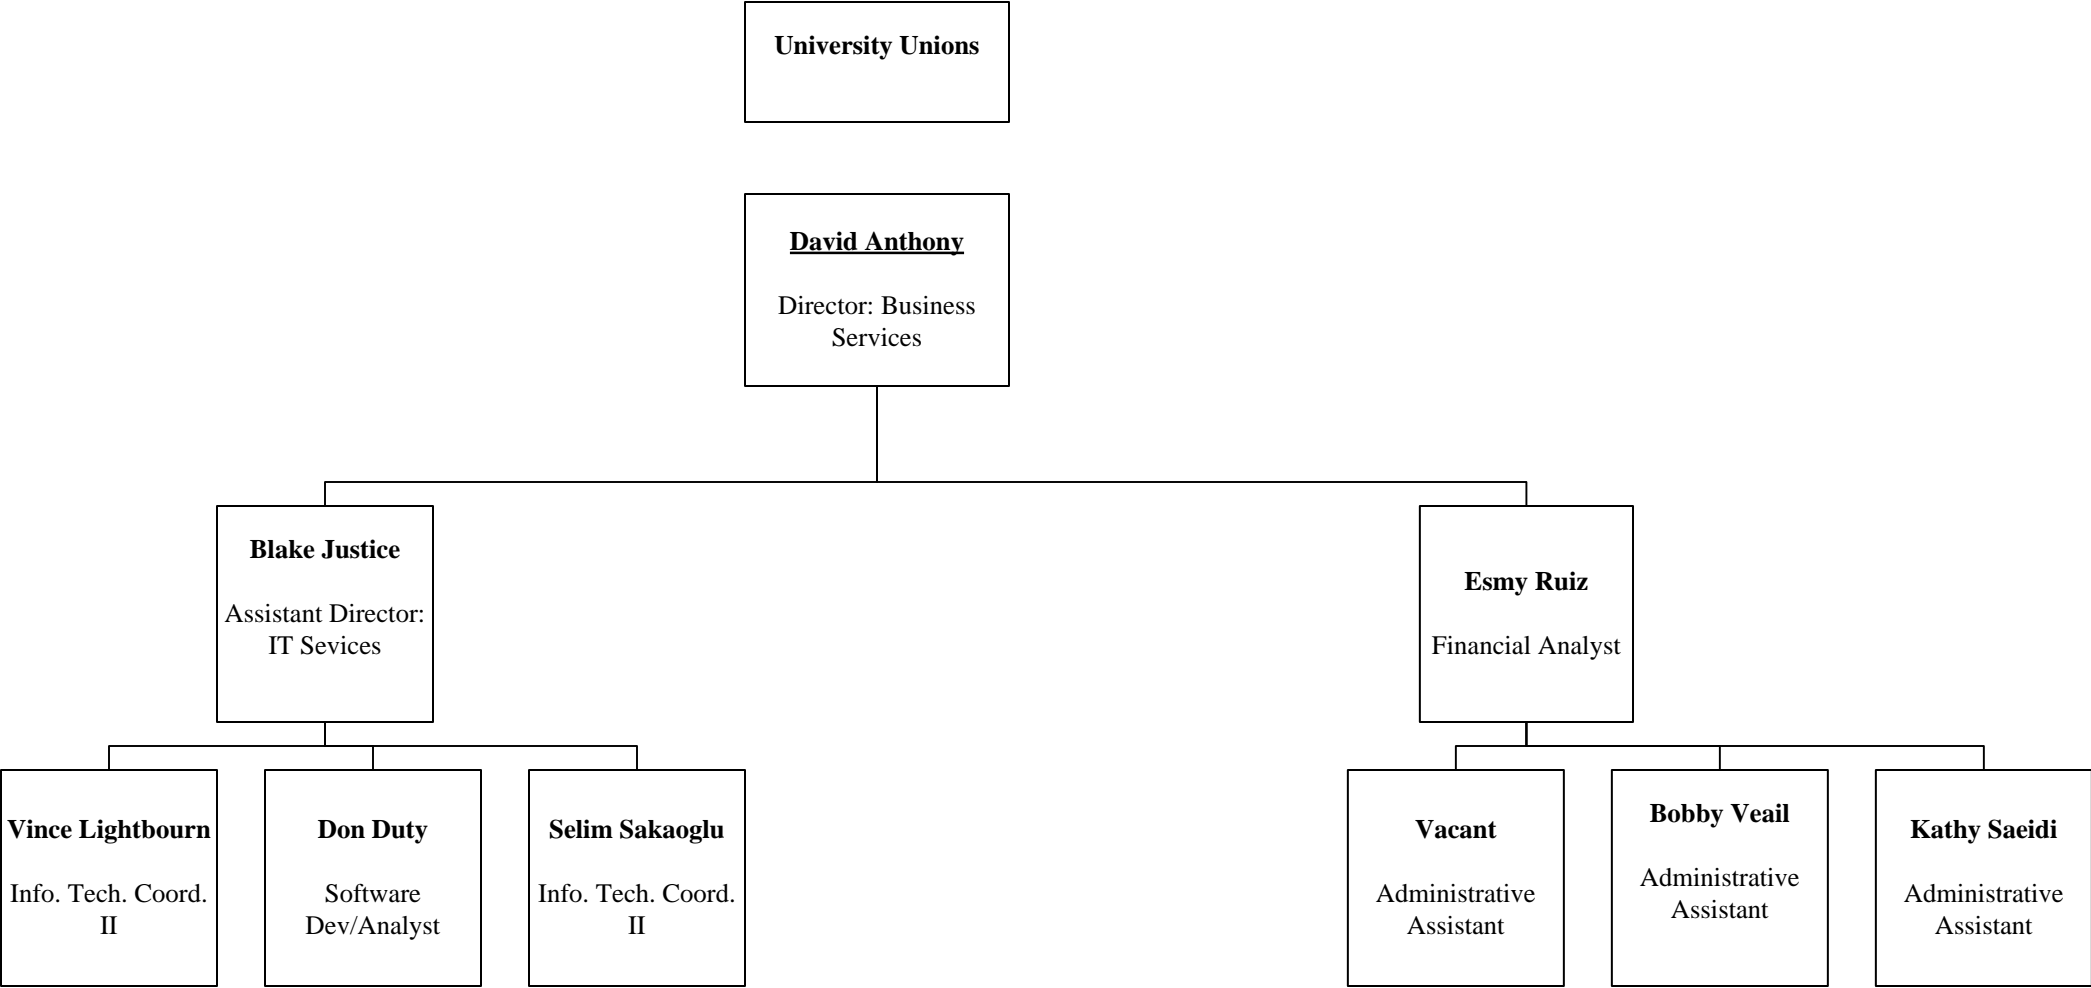 University Unions
David Anthony
Director: Business
Services
Blake Justice
Assistant Director:
IT Sevices
Esmy Ruiz
Financial Analyst
Vince Lightbourn
Info. Tech. Coord.
II
Don Duty
Software
Dev/Analyst
Selim Sakaoglu
Info. Tech. Coord.
II
Vacant
Administrative
Assistant
Bobby Veail
Administrative
Assistant
Kathy Saeidi
Administrative
Assistant